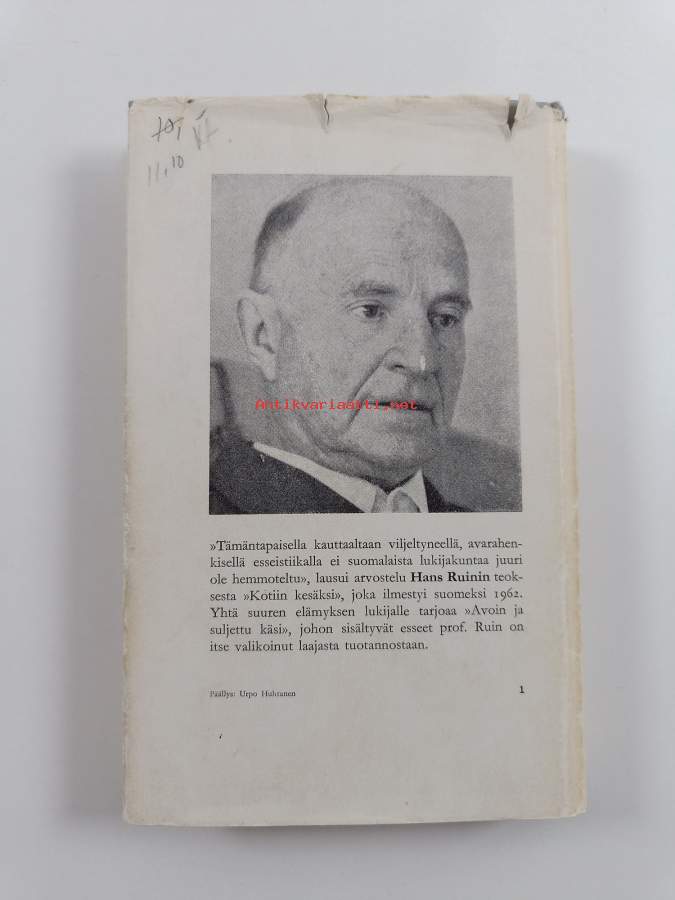 11,10
Antikvariaatti.net
»Tämäntapaisella kauttaaltaan viljeltyneellä, avarahen-
kisellä esseistiikalla ei suomalaista lukijakuntaa juuri
ole hemmoteltu», lausui arvostelu Hans Ruinin teok-
sesta »Kotiin kesäksi», joka ilmestyi suomeksi 1962.
Yhtä suuren elämyksen lukijalle tarjoaa »Avoin ja
suljettu käsi», johon sisältyvät esseet prof. Ruin on
itse valikoinut laajasta tuotannostaan.
Päällys: Urpo Huhtanen
1